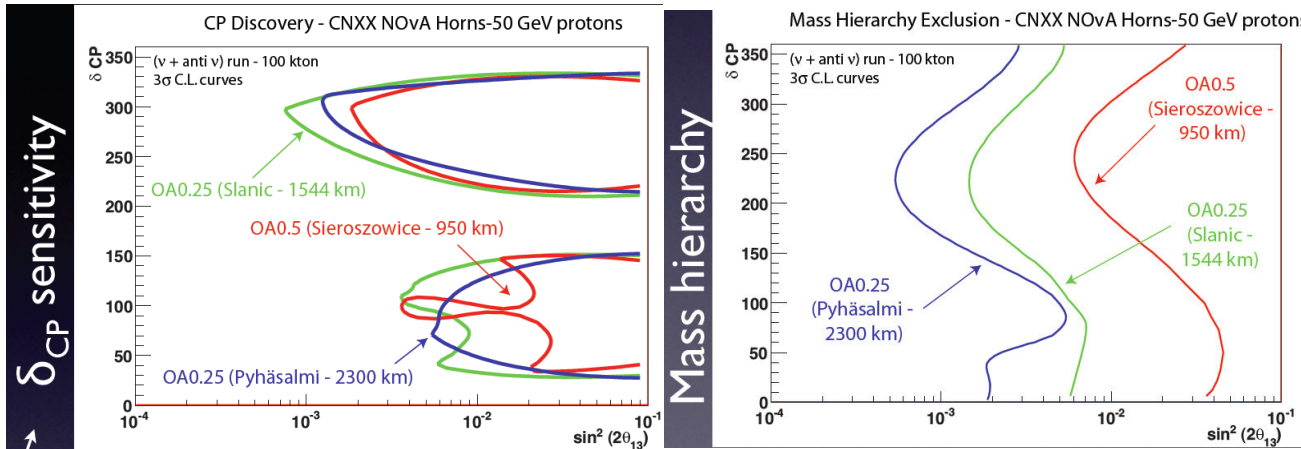 CP Discovery - CNXX NOvA Horns-50 GeV protons
δ CP
(ν + anti ν) run - 100 kton
3σ C.L. curves
350
300
250
200
150
100
50
0
OA0.25 (Slanic - 1544 km)
OA0.5 (Sieroszowice - 950 km)
OA0.25 (Pyhäsalmi - 2300 km)
10⁻⁴
10⁻³
10⁻²
10⁻¹
sin² (2θ₁₃)
δCP sensitivity
Mass Hierarchy Exclusion - CNXX NOvA Horns-50 GeV protons
δ CP
(ν + anti ν) run - 100 kton
3σ C.L. curves
350
300
250
200
150
100
50
0
OA0.5
(Sieroszowice -
950 km)
OA0.25
(Slanic -
1544 km)
OA0.25
(Pyhäsalmi -
2300 km)
10⁻⁴
10⁻³
10⁻²
10⁻¹
sin² (2θ₁₃)
Mass hierarchy